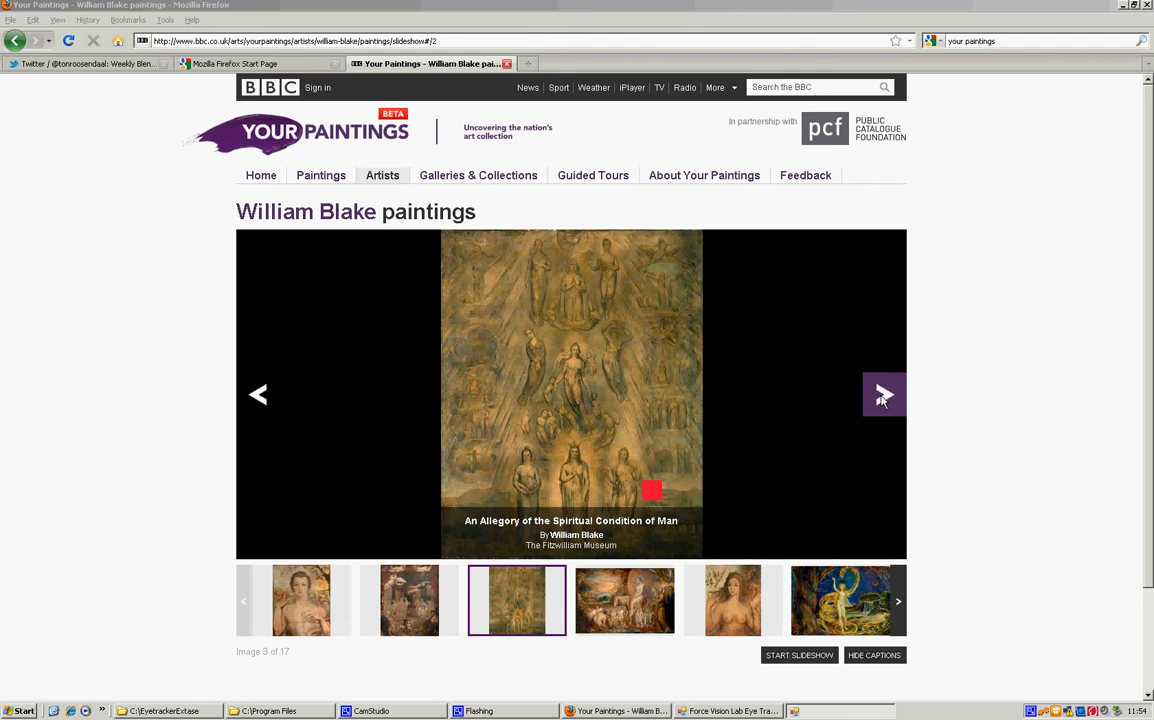 Your Paintings - William Blake paintings - Mozilla Firefox
File Edit View History Bookmarks Tools Help
http://www.bbc.co.uk/arts/yourpaintings/artists/william-blake/paintings/slideshow#/2
your paintings
Twitter / @tonroosendaal: Weekly Blen...
Mozilla Firefox Start Page
Your Paintings - William Blake pai...
BBC Sign in
News Sport Weather iPlayer TV Radio More
Search the BBC
BETA
YOUR PAINTINGS
Uncovering the nation's
art collection
In partnership with
pcf
PUBLIC
CATALOGUE
FOUNDATION
Home Paintings Artists Galleries & Collections Guided Tours About Your Paintings Feedback
William Blake paintings
An Allegory of the Spiritual Condition of Man
By William Blake
The Fitzwilliam Museum
Image 3 of 17
START SLIDESHOW
HIDE CAPTIONS
Start
C:\EyetrackerExtase
C:\Program Files
CamStudio
Flashing
Your Paintings - William B...
Force Vision Lab Eye Tra...
11:54